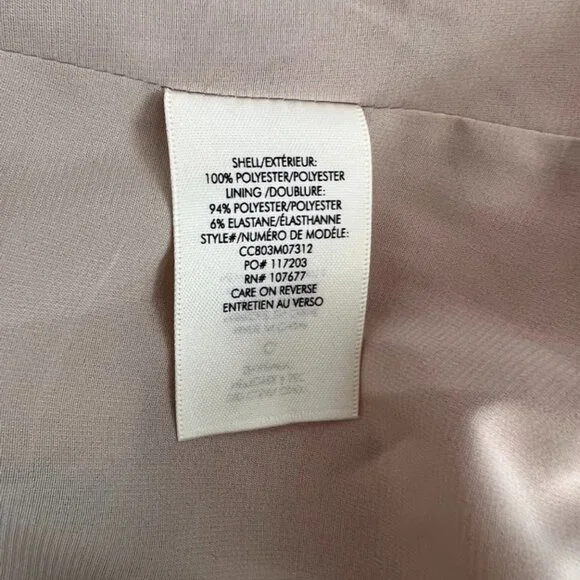 SHELL/EXTÉRIEUR:
100% POLYESTER/POLYESTER
LINING /DOUBLURE:
94% POLYESTER/POLYESTER
6% ELASTANE/ÉLASTHANNE
STYLE#/NUMÉRO DE MODÉLE:
CC803M07312
PO# 117203
RN# 107677
CARE ON REVERSE
ENTRETIEN AU VERSO